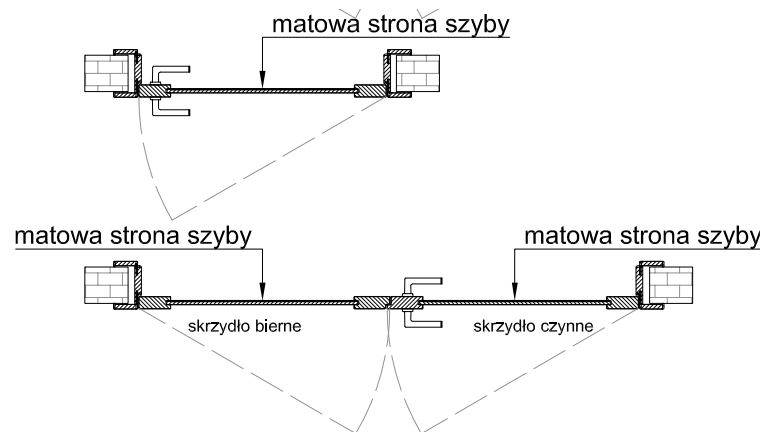 matowa strona szyby
matowa strona szyby
matowa strona szyby
skrzydło bierne
skrzydło czynne